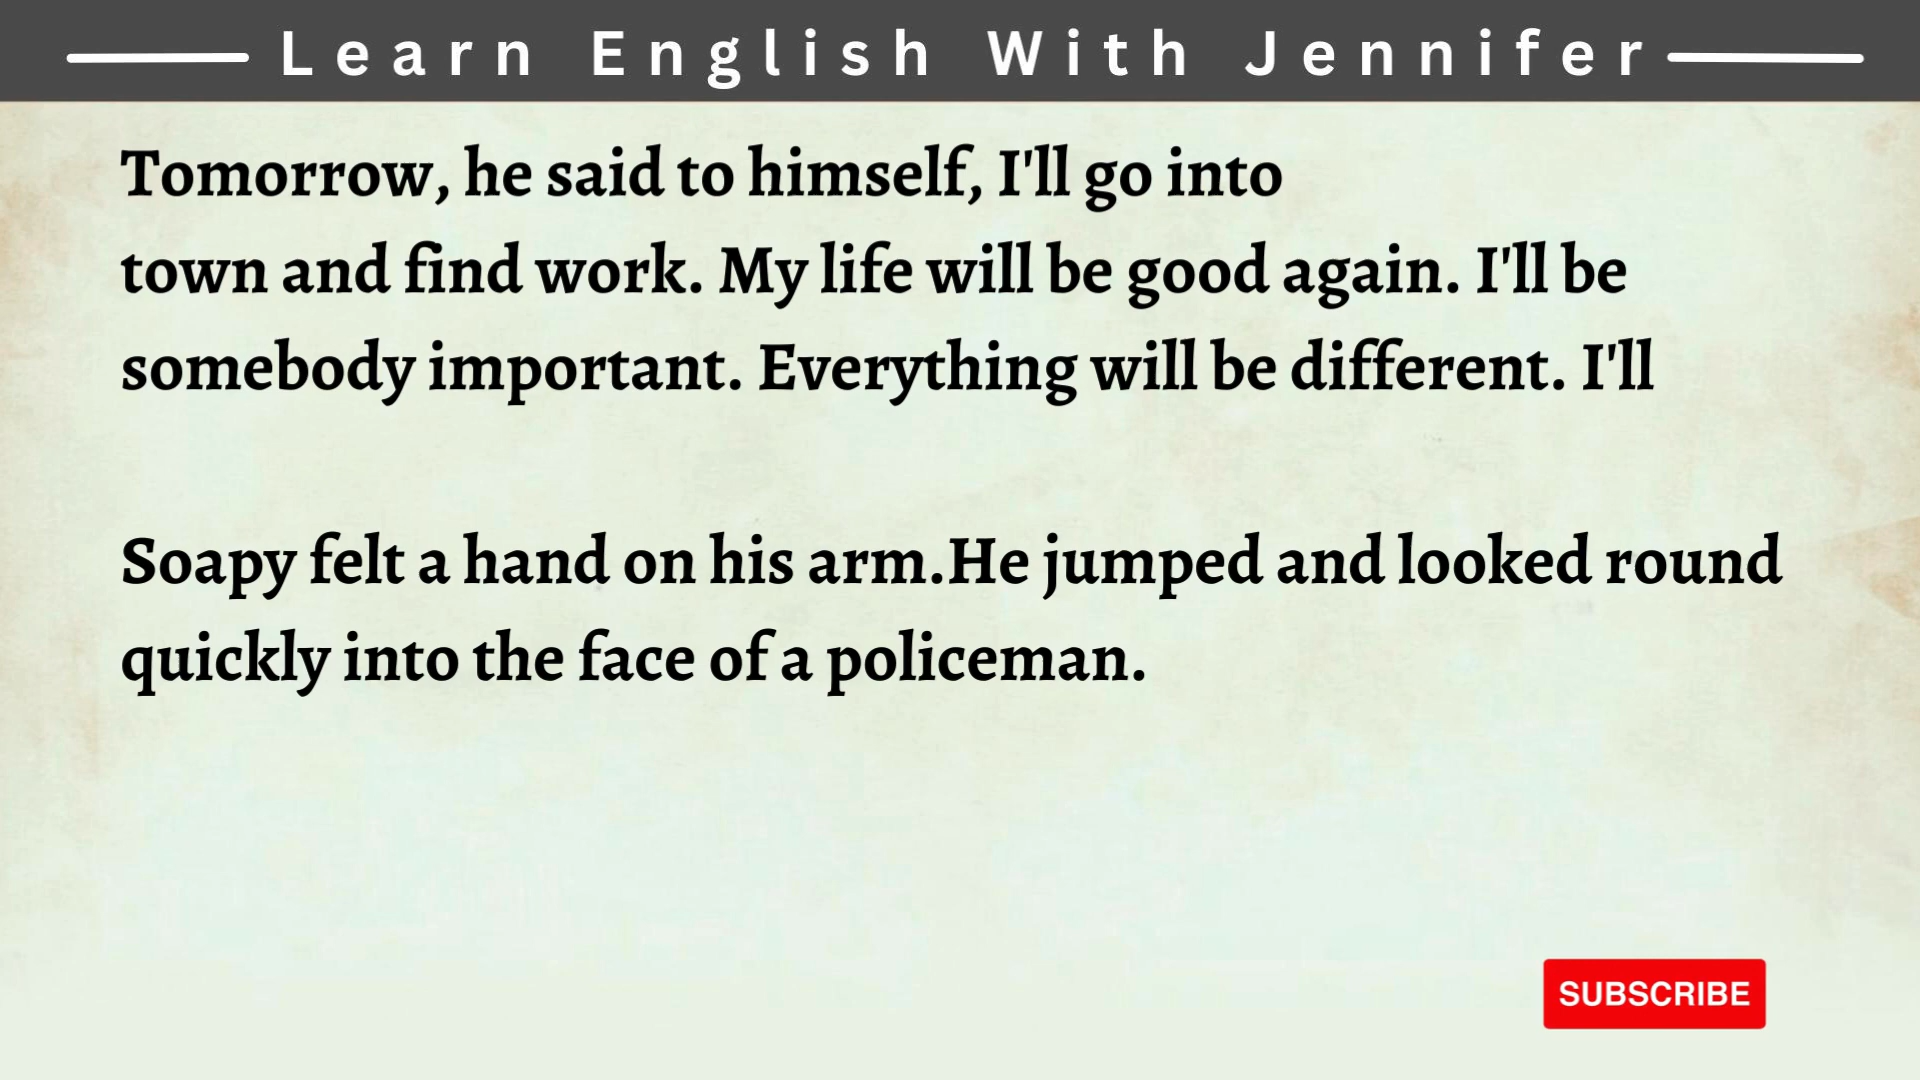 Learn English With Jennifer
Tomorrow, he said to himself, I'll go into
town and find work. My life will be good again. I'll be
somebody important. Everything will be different. I'll
Soapy felt a hand on his arm.He jumped and looked round
quickly into the face of a policeman.
SUBSCRIBE